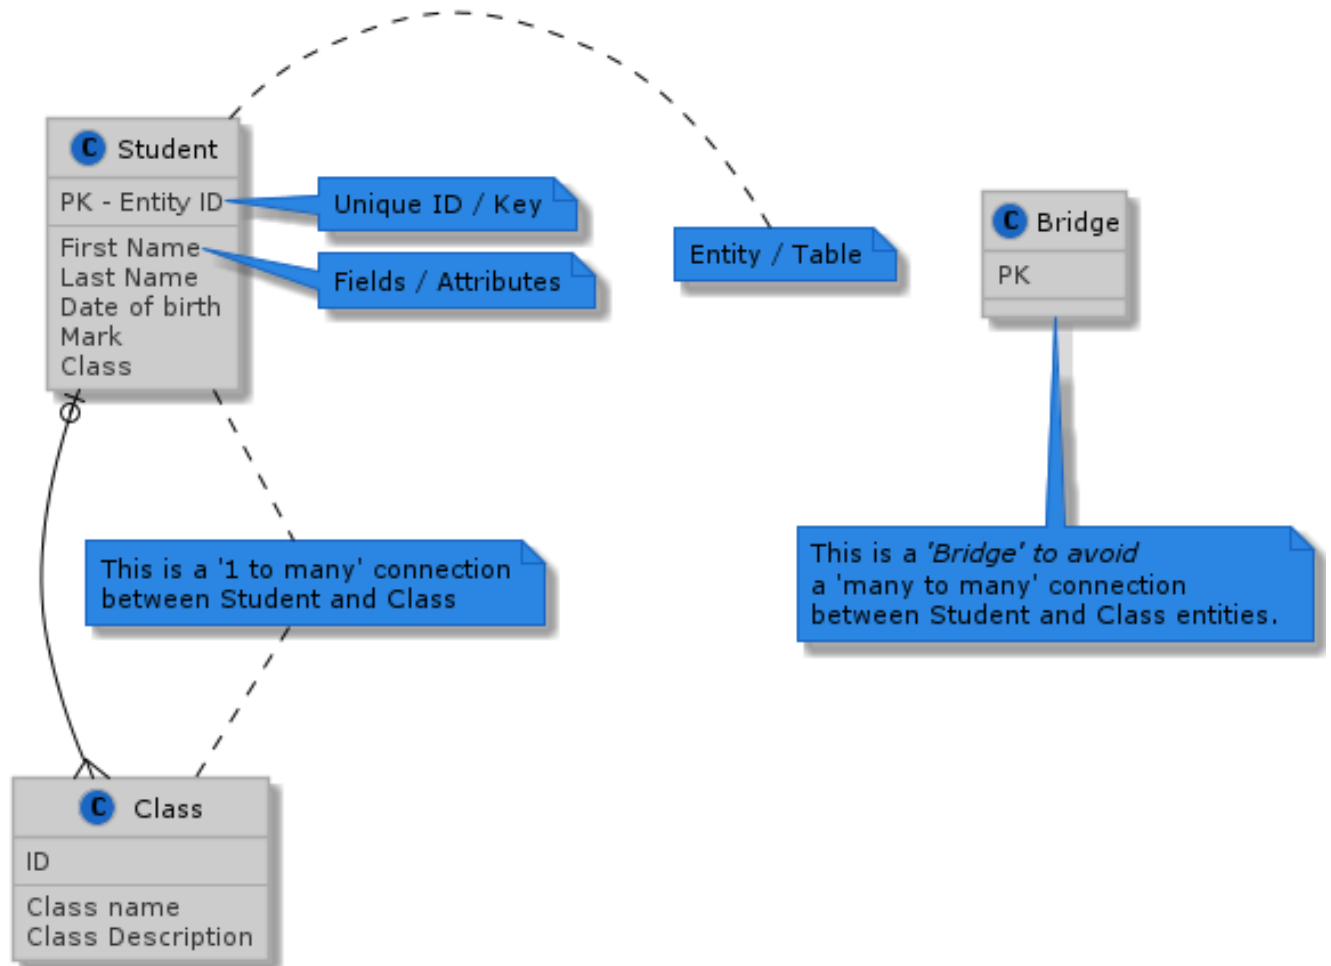 C Student
PK - Entity ID
First Name
Last Name
Date of birth
Mark
Class
Unique ID / Key
Fields / Attributes
Entity / Table
C Bridge
PK
This is a '1 to many' connection
between Student and Class
This is a 'Bridge' to avoid
a 'many to many' connection
between Student and Class entities.
C Class
ID
Class name
Class Description